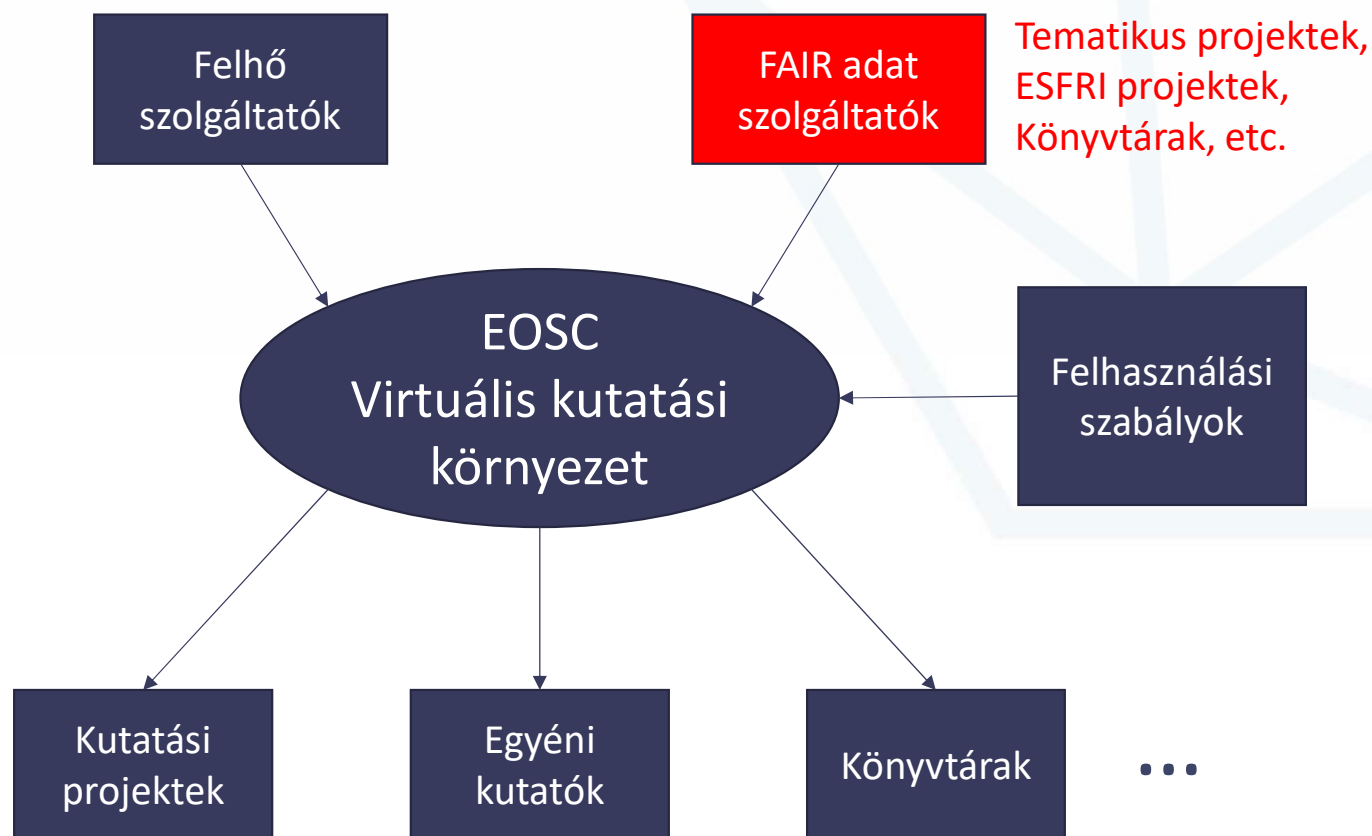 Felhő
szolgáltatók
FAIR adat
szolgáltatók
Tematikus projektek,
ESFRI projektek,
Könyvtárak, etc.
EOSC
Virtuális kutatási
környezet
Felhasználási
szabályok
Kutatási
projektek
Egyéni
kutatók
Könyvtárak
...